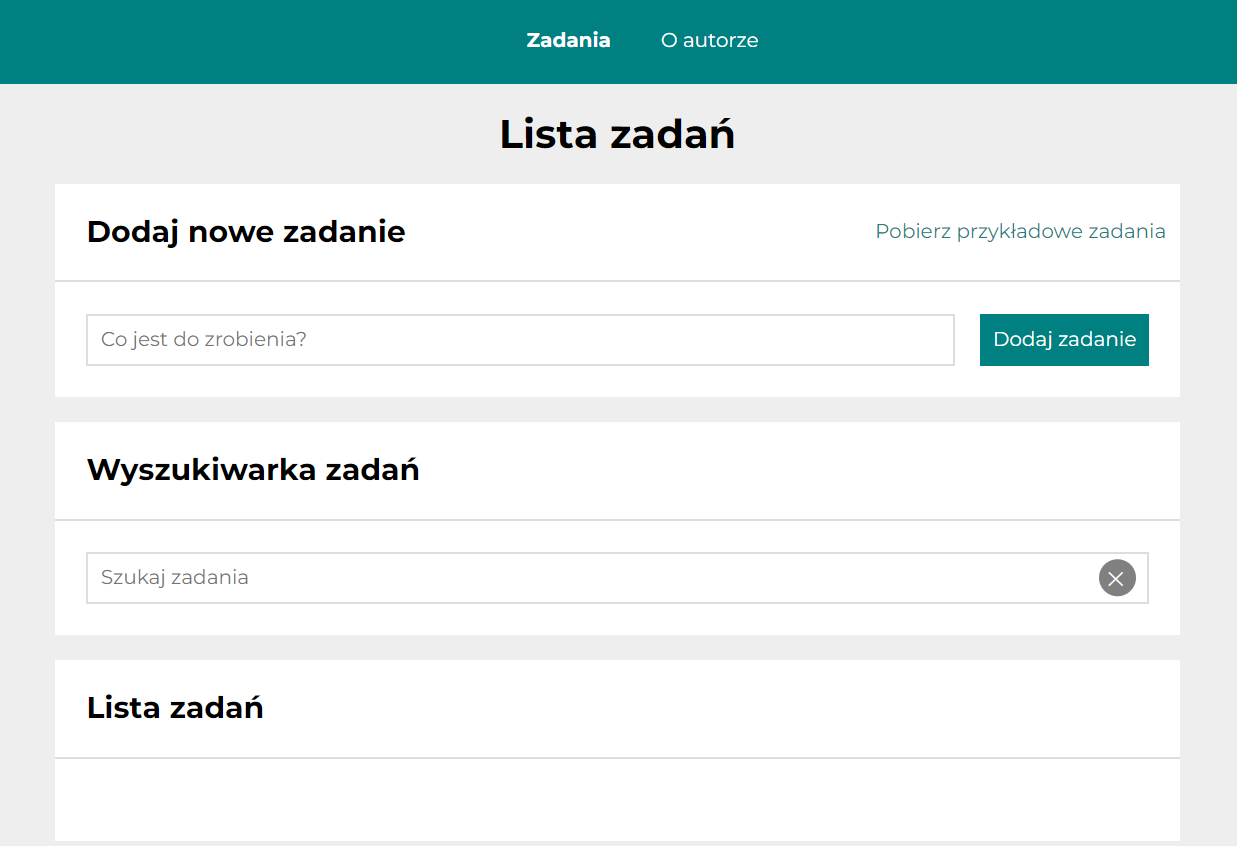 Zadania O autorze
Lista zadań
Dodaj nowe zadanie Pobierz przykładowe zadania
Co jest do zrobienia? Dodaj zadanie
Wyszukiwarka zadań
Szukaj zadania
Lista zadań